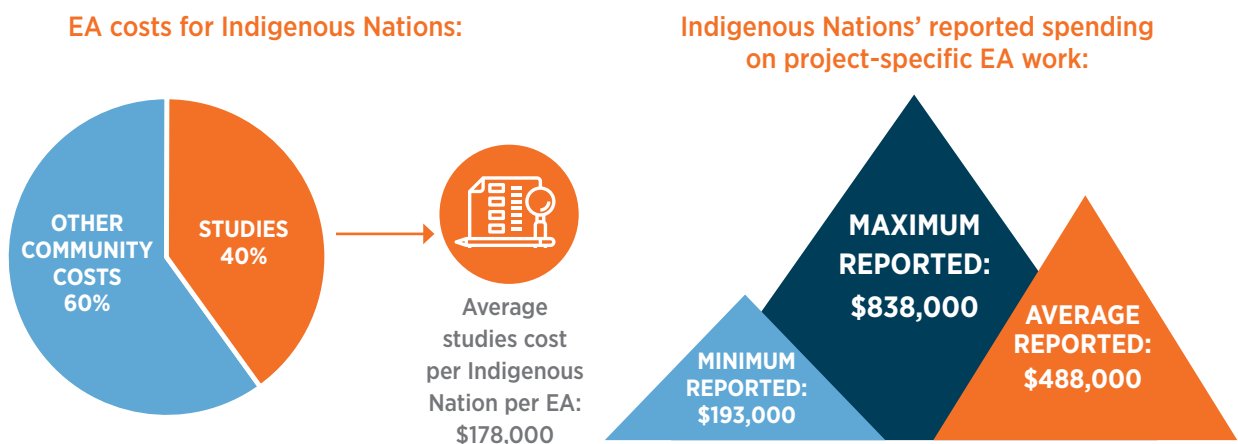 EA costs for Indigenous Nations:
OTHER
COMMUNITY
COSTS
60%
STUDIES
40%
Average
studies cost
per Indigenous
Nation per EA:
$178,000
Indigenous Nations’ reported spending
on project-specific EA work:
MINIMUM
REPORTED:
$193,000
MAXIMUM
REPORTED:
$838,000
AVERAGE
REPORTED:
$488,000